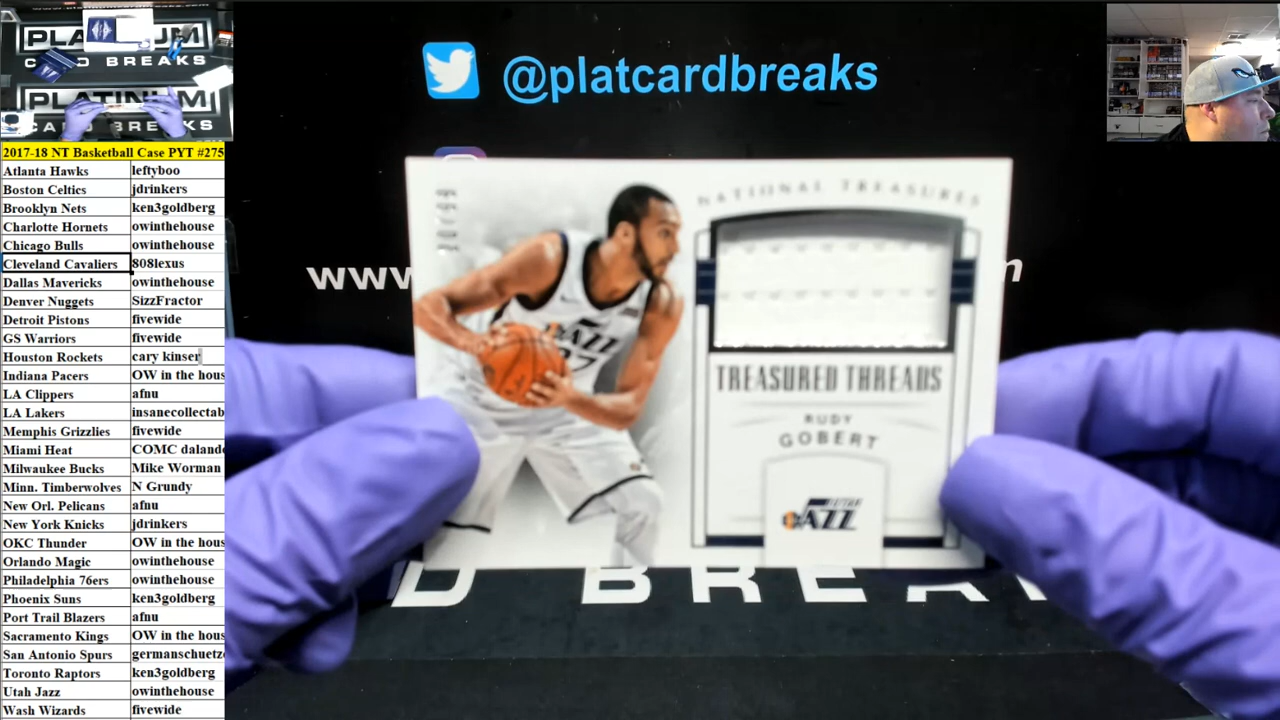 PLATINUM
CARD BREAKS
PLATINUM
CARD BREAKS
@platcardbreaks
www
2017-18 NT Basketball Case PYT #275
Atlanta Hawks leftyboo
Boston Celtics jdrinkers
Brooklyn Nets ken3goldberg
Charlotte Hornets owinthehouse
Chicago Bulls owinthehouse
Cleveland Cavaliers 808lexus
Dallas Mavericks owinthehouse
Denver Nuggets SizzFractor
Detroit Pistons fivewide
GS Warriors fivewide
Houston Rockets cary kinser
Indiana Pacers OW in the hous
LA Clippers afnu
LA Lakers insanecollectab
Memphis Grizzlies fivewide
Miami Heat COMC dalande
Milwaukee Bucks Mike Worman
Minn. Timberwolves N Grundy
New Orl. Pelicans afnu
New York Knicks jdrinkers
OKC Thunder OW in the hous
Orlando Magic owinthehouse
Philadelphia 76ers owinthehouse
Phoenix Suns ken3goldberg
Port Trail Blazers afnu
Sacramento Kings OW in the hous
San Antonio Spurs germanschuetze
Toronto Raptors ken3goldberg
Utah Jazz owinthehouse
Wash Wizards fivewide
NATIONAL TREASURES
JAZZ
27
TREASURED THREADS
RUDY
GOBERT
UTAH
JAZZ
D BREA